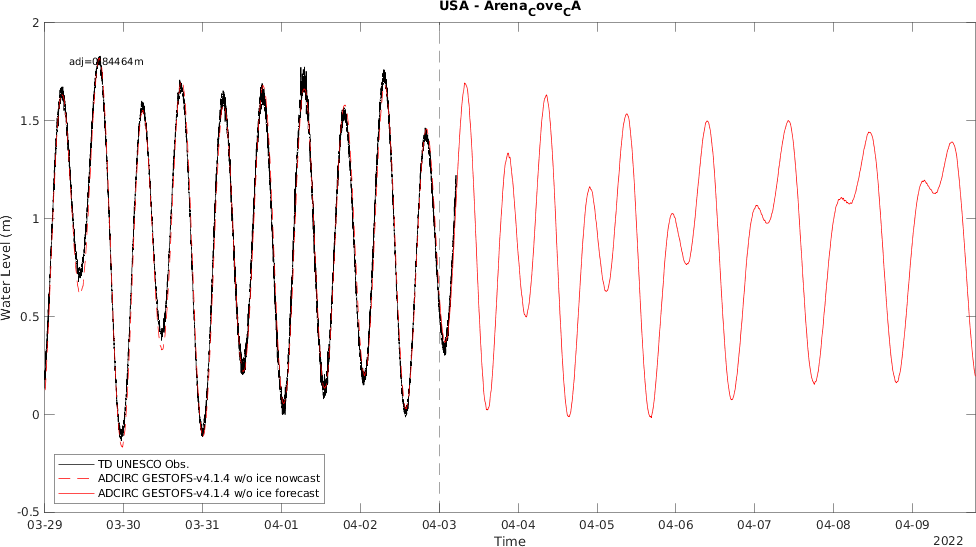 USA - ArenaCoveCA
adj=0.84464m
2
1.5
1
0.5
0
-0.5
Water Level (m)
TD UNESCO Obs.
ADCIRC GESTOFS-v4.1.4 w/o ice nowcast
ADCIRC GESTOFS-v4.1.4 w/o ice forecast
03-29 03-30 03-31 04-01 04-02 04-03 04-04 04-05 04-06 04-07 04-08 04-09
Time
2022